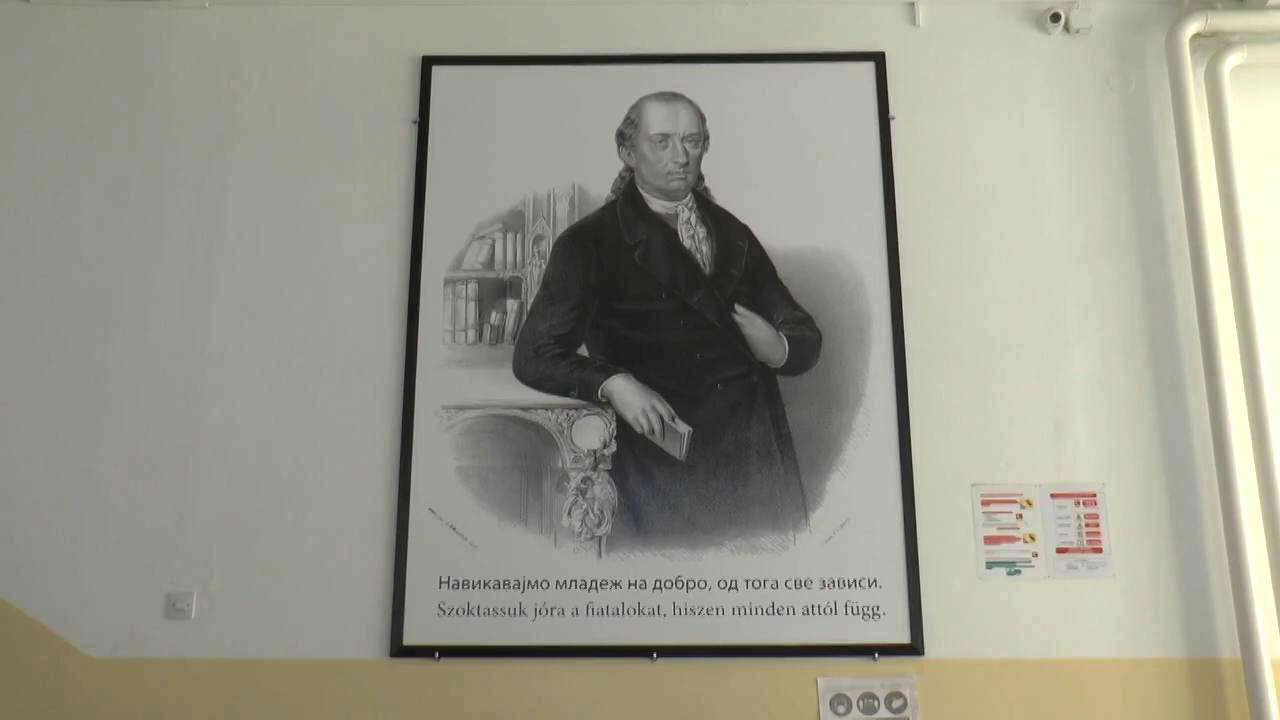 Навикавајмо младеж на добро, од тога све зависи.
Szoktassuk jóra a fiatalokat, hiszen minden attól függ.